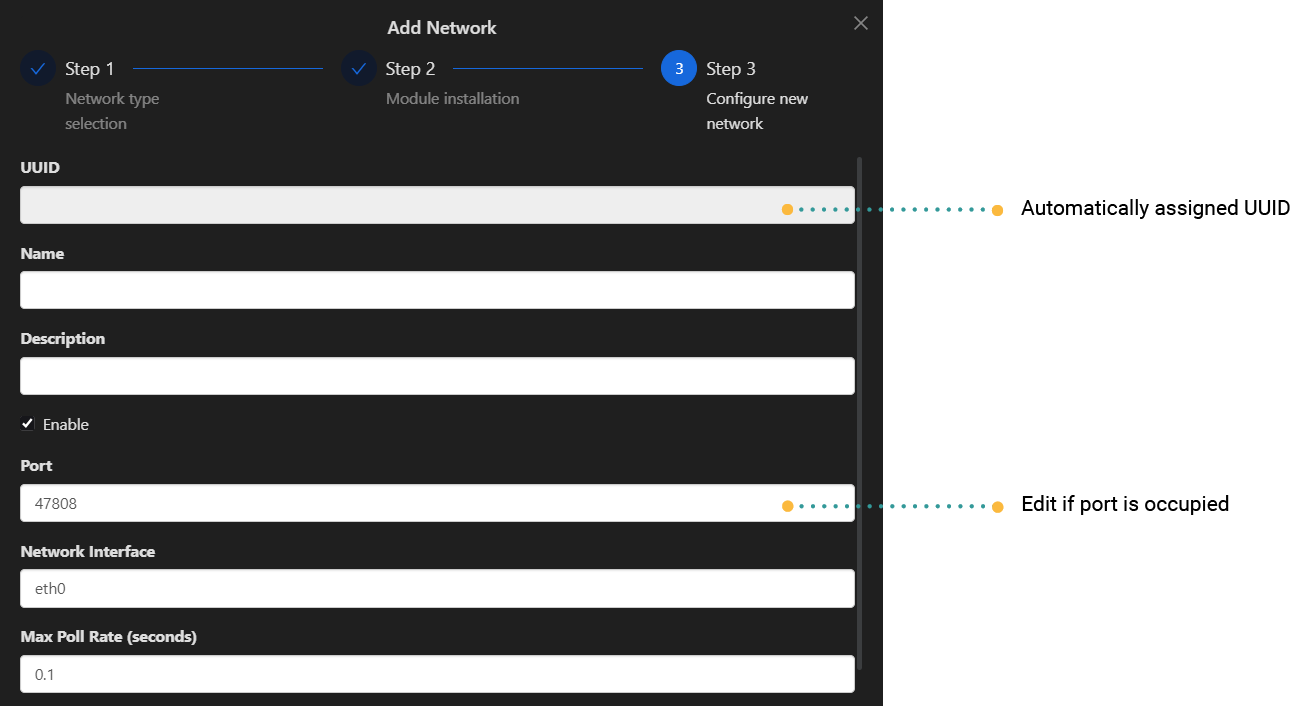 Add Network
Step 1
Network type
selection
Step 2
Module installation
3
Step 3
Configure new
network
UUID
Automatically assigned UUID
Name
Description
Enable
Port
47808
Edit if port is occupied
Network Interface
eth0
Max Poll Rate (seconds)
0.1